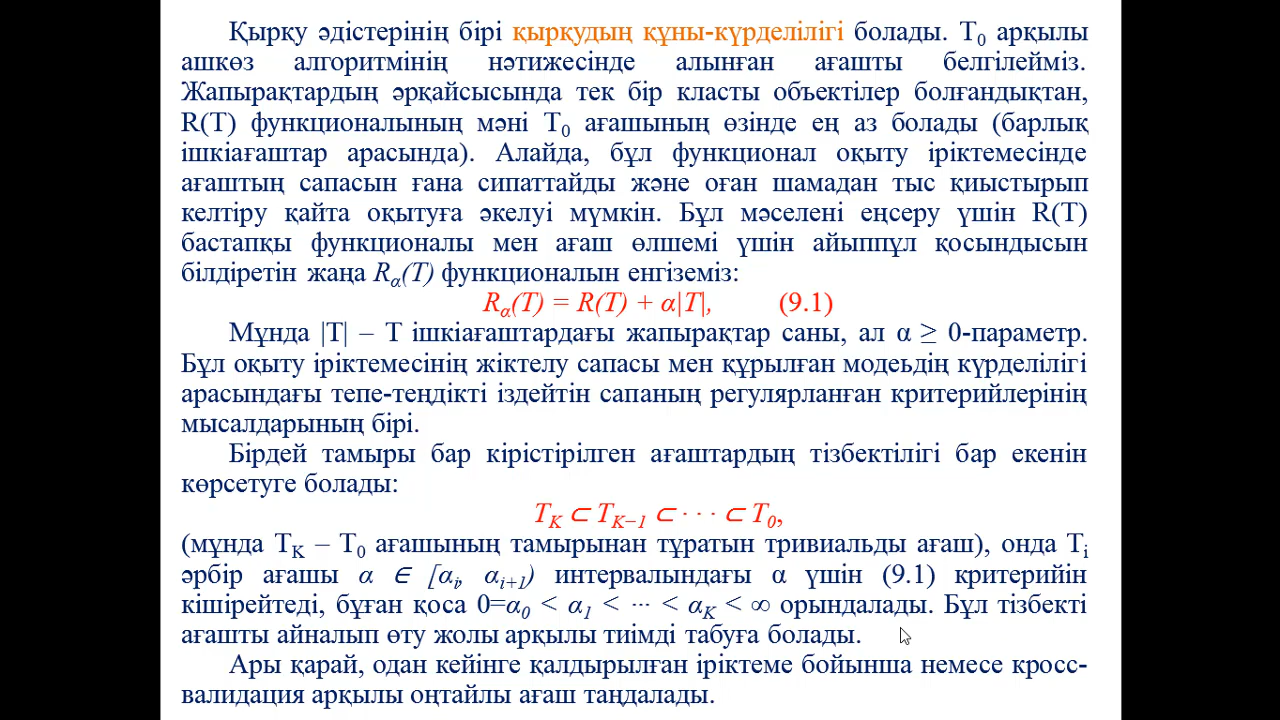 Қырқу әдістерінің бірі қырқудың құны-күрделілігі болады. T₀ арқылы
ашкөз алгоритмінің нәтижесінде алынған ағашты белгілейміз.
Жапырақтардың әрқайсысында тек бір класты объектілер болғандықтан,
R(T) функционалының мәні T₀ ағашының өзінде ең аз болады (барлық
ішкіағаштар арасында). Алайда, бұл функционал оқыту іріктемесінде
ағаштың сапасын ғана сипаттайды және оған шамадан тыс қиыстырып
келтіру қайта оқытуға әкелуі мүмкін. Бұл мәселені еңсеру үшін R(T)
бастапқы функционалы мен ағаш өлшемі үшін айыппұл қосындысын
білдіретін жаңа Rα(T) функционалын енгіземіз:
Rα(T) = R(T) + α|T|, (9.1)
Мұнда |T| – T ішкіағаштардағы жапырақтар саны, ал α ≥ 0-параметр.
Бұл оқыту іріктемесінің жіктелу сапасы мен құрылған модеьдің күрделілігі
арасындағы тепе-теңдікті іздейтін сапаның регулярланған критерийлерінің
мысалдарының бірі.
Бірдей тамыры бар кірістірілген ағаштардың тізбектілігі бар екенін
көрсетуге болады:
T_K ⊂ T_K−1 ⊂ · · · ⊂ T₀,
(мұнда T_K – T₀ ағашының тамырынан тұратын тривиальды ағаш), онда Tᵢ
әрбір ағашы α ∈ [αᵢ, αᵢ₊₁) интервалындағы α үшін (9.1) критерийін
кішірейтеді, бұған қоса 0=α₀ < α₁ < ··· < α_K < ∞ орындалады. Бұл тізбекті
ағашты айналып өту жолы арқылы тиімді табуға болады.
Ары қарай, одан кейінге қалдырылған іріктеме бойынша немесе кросс-
валидация арқылы оңтайлы ағаш таңдалады.